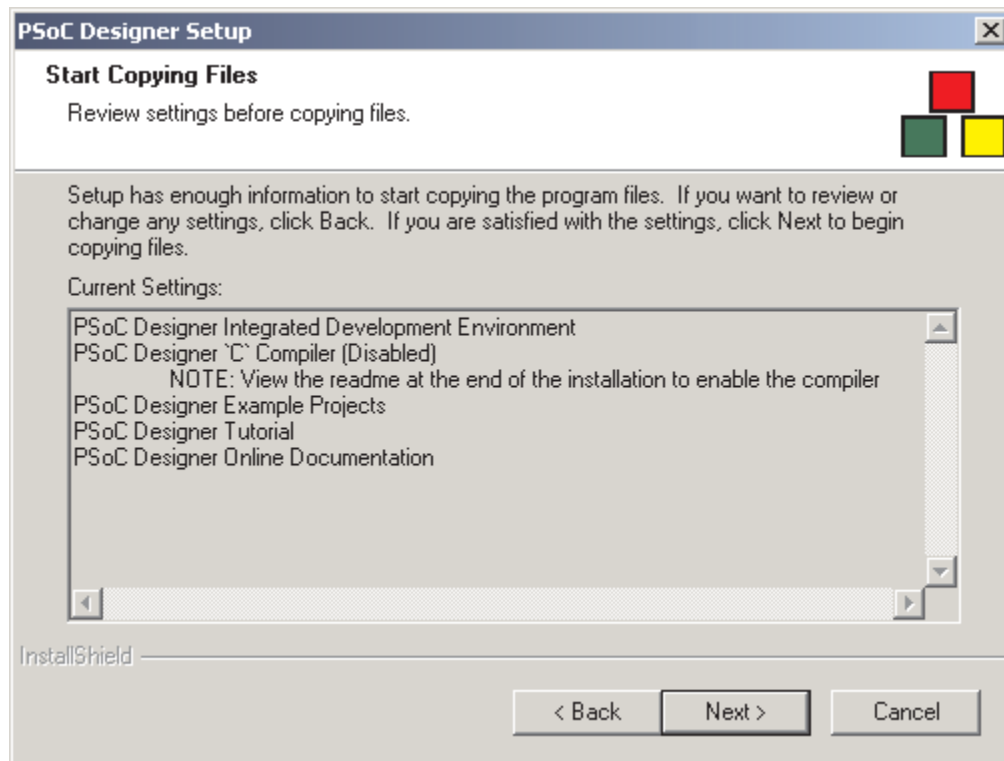 PSoC Designer Setup
Start Copying Files
Review settings before copying files.
Setup has enough information to start copying the program files.  If you want to review or
change any settings, click Back.  If you are satisfied with the settings, click Next to begin
copying files.
Current Settings:
PSoC Designer Integrated Development Environment
PSoC Designer `C` Compiler (Disabled)
NOTE: View the readme at the end of the installation to enable the compiler
PSoC Designer Example Projects
PSoC Designer Tutorial
PSoC Designer Online Documentation
InstallShield
< Back
Next >
Cancel